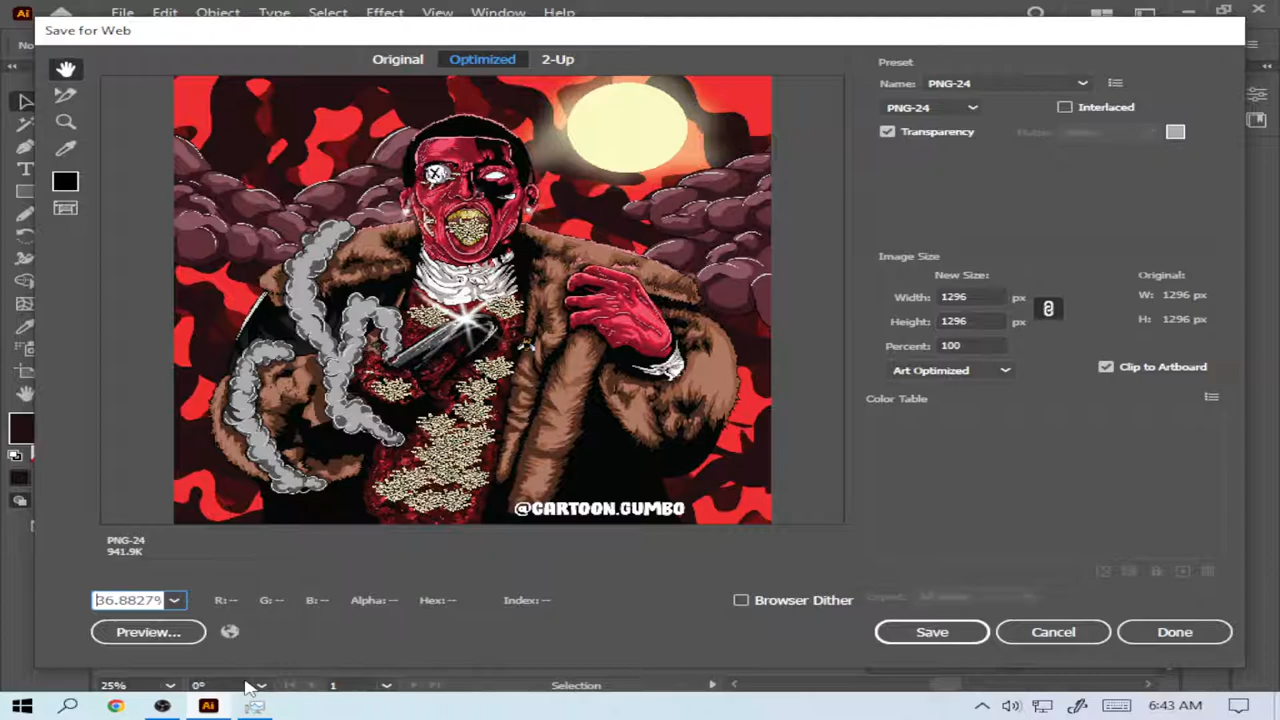 Ai File Edit Object Type Select Effect View Window Help
Save for Web
No
Original Optimized 2-Up
Preset
Name: PNG-24
PNG-24 Interlaced
Transparency
Image Size
New Size: Original:
Width: 1296 px W: 1296 px
Height: 1296 px H: 1296 px
Percent: 100
Art Optimized Clip to Artboard
Color Table
X
@CARTOON.GUMBO
PNG-24
941.9K
36.8827%
R: -- G: -- B: -- Alpha: -- Hex: -- Index: --
Browser Dither
Preview... Save Cancel Done
25% 0° 1 Selection
Ai 6:43 AM